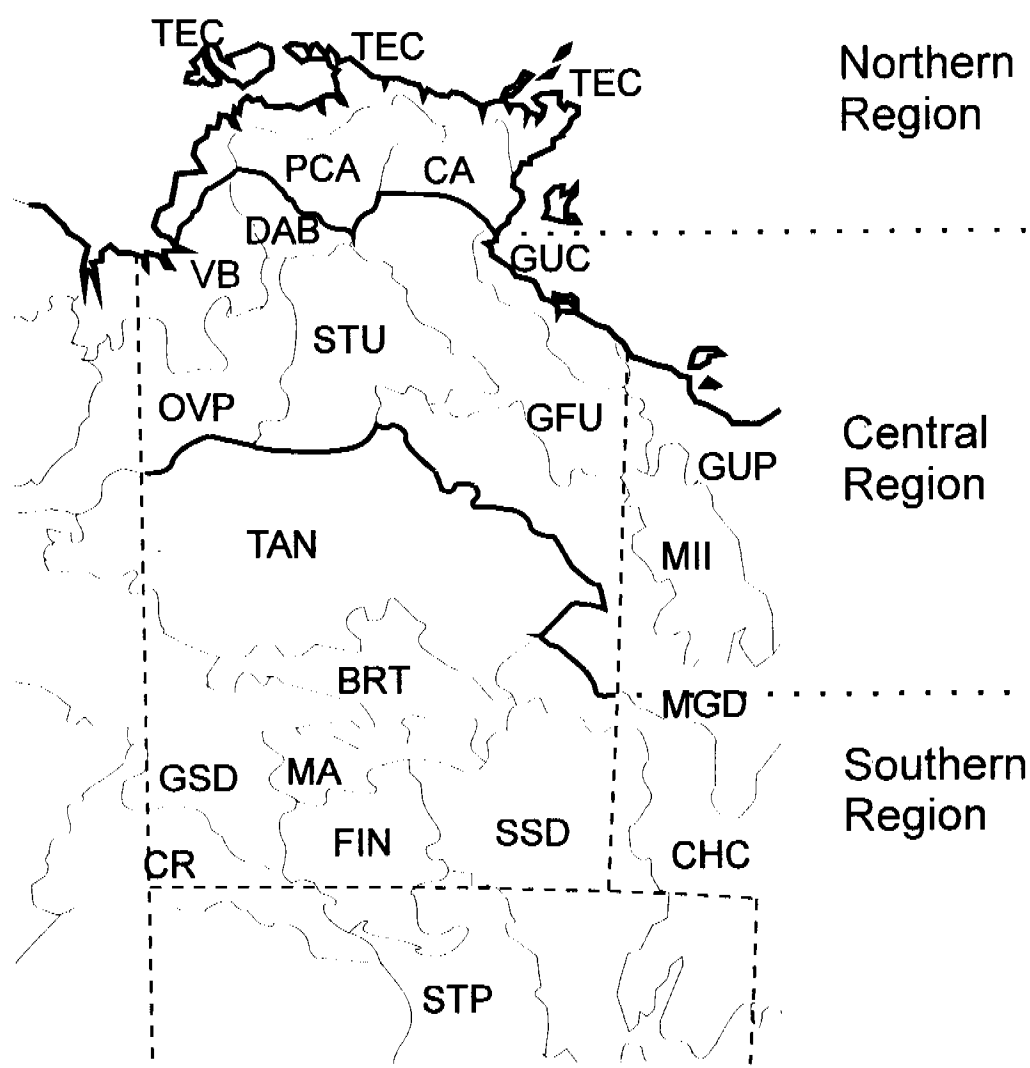 TEC
TEC
TEC
Northern
Region
PCA
CA
DAB
GUC
VB
STU
OVP
GFU
Central
Region
GUP
TAN
MII
BRT
MGD
GSD
MA
Southern
Region
FIN
SSD
CR
CHC
STP